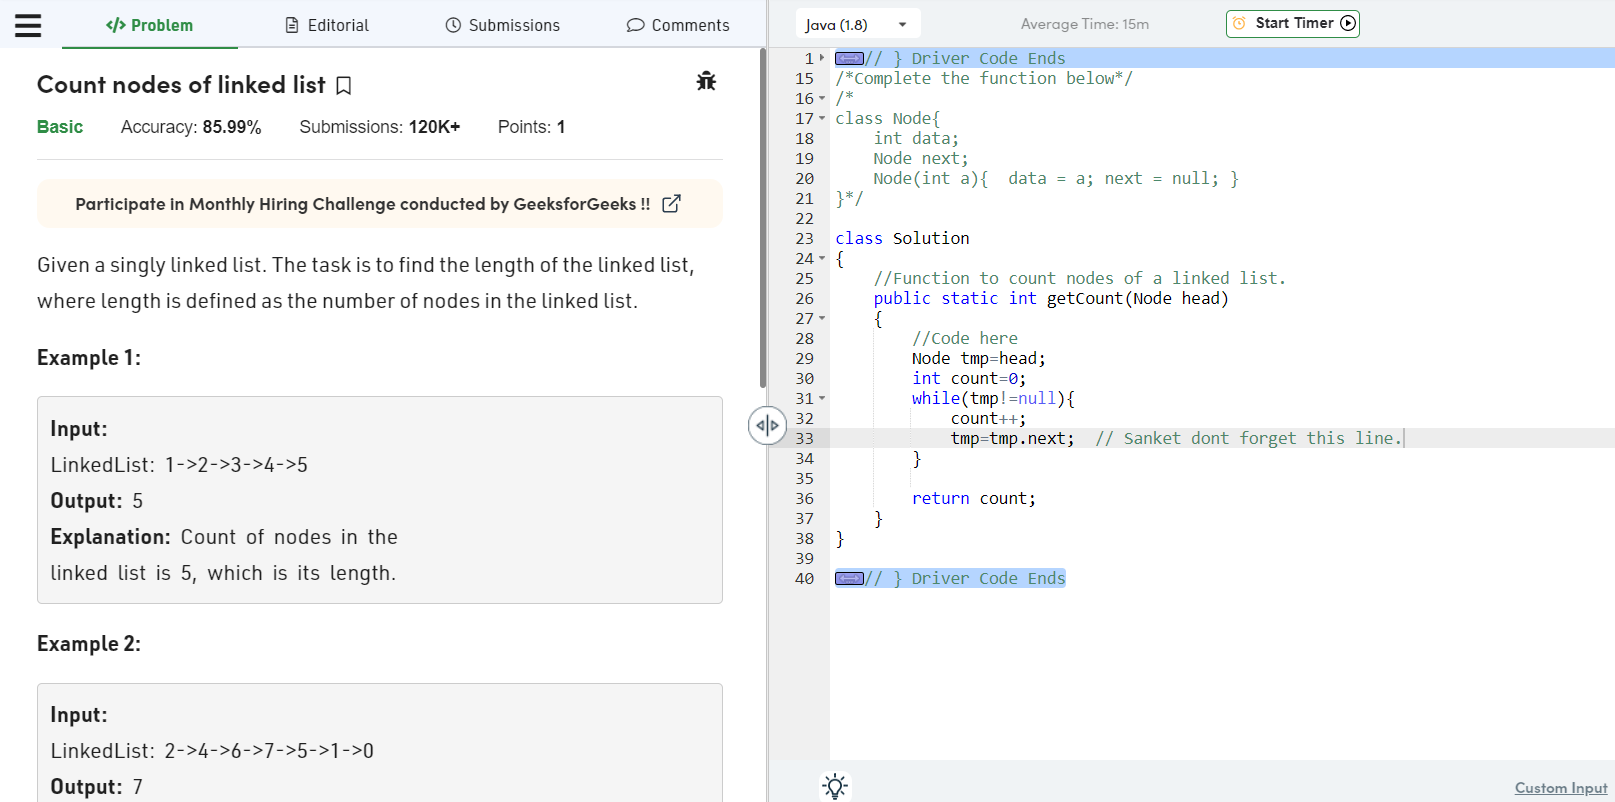 </> Problem
Editorial
Submissions
Comments
Count nodes of linked list
Basic Accuracy: 85.99% Submissions: 120K+ Points: 1
Participate in Monthly Hiring Challenge conducted by GeeksforGeeks !!
Given a singly linked list. The task is to find the length of the linked list,
where length is defined as the number of nodes in the linked list.
Example 1:
Input:
LinkedList: 1->2->3->4->5
Output: 5
Explanation: Count of nodes in the
linked list is 5, which is its length.
Example 2:
Input:
LinkedList: 2->4->6->7->5->1->0
Output: 7
Java (1.8)
Average Time: 15m
Start Timer
1 // } Driver Code Ends
15 /*Complete the function below*/
16 /*
17 class Node{
18     int data;
19     Node next;
20     Node(int a){  data = a; next = null; }
21 }*/
22
23 class Solution
24 {
25     //Function to count nodes of a linked list.
26     public static int getCount(Node head)
27     {
28         //Code here
29         Node tmp=head;
30         int count=0;
31         while(tmp!=null){
32             count++;
33             tmp=tmp.next;  // Sanket dont forget this line.
34         }
35
36         return count;
37     }
38 }
39
40 // } Driver Code Ends
Custom Input